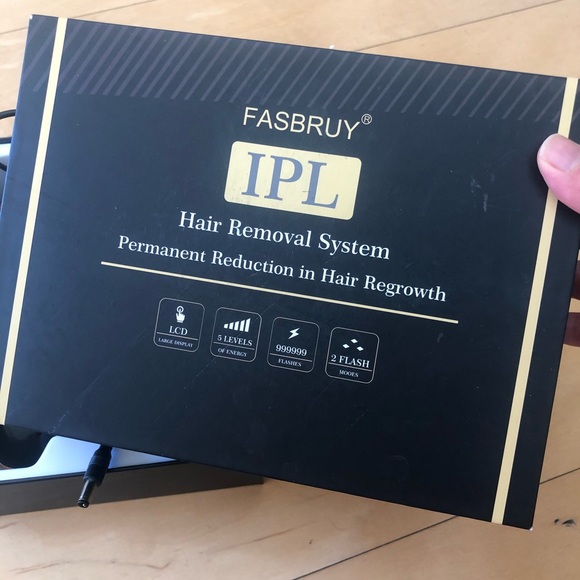 FASBRUY®
IPL
Hair Removal System
Permanent Reduction in Hair Regrowth
LCD
LARGE DISPLAY
5 LEVELS
OF ENERGY
999999
FLASHES
2 FLASH
MOOES